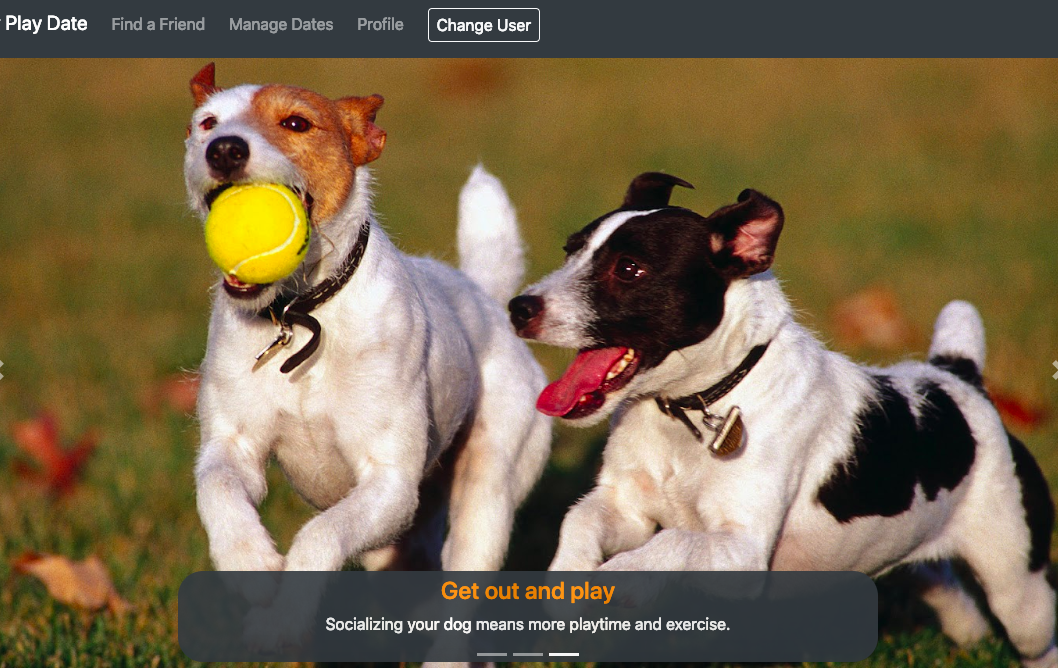 Play Date Find a Friend Manage Dates Profile Change User
Get out and play
Socializing your dog means more playtime and exercise.